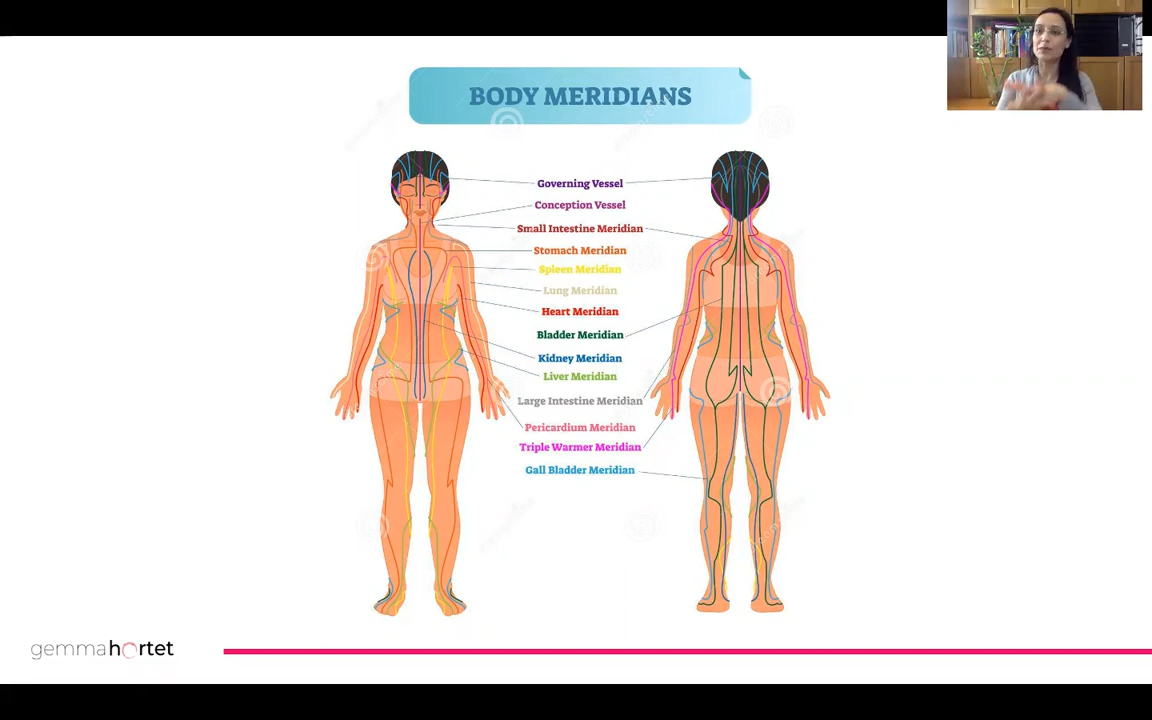 BODY MERIDIANS
Governing Vessel
Conception Vessel
Small Intestine Meridian
Stomach Meridian
Spleen Meridian
Lung Meridian
Heart Meridian
Bladder Meridian
Kidney Meridian
Liver Meridian
Large Intestine Meridian
Pericardium Meridian
Triple Warmer Meridian
Gall Bladder Meridian
gemmahortet